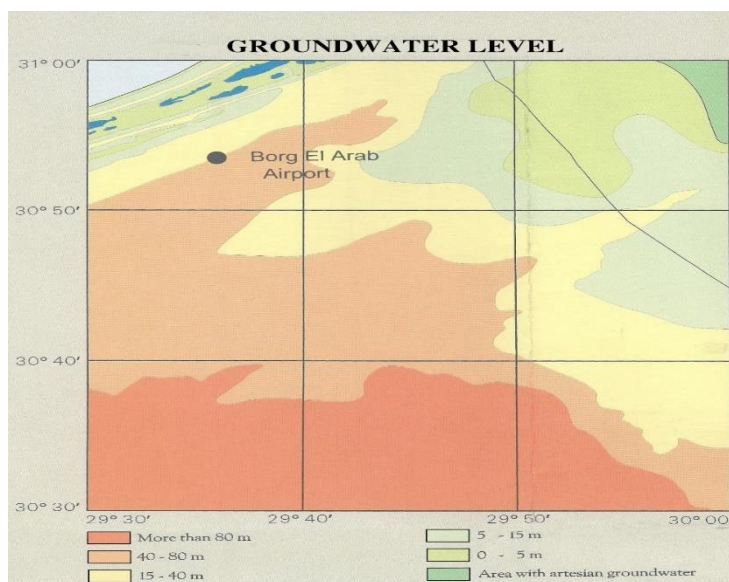 GROUNDWATER LEVEL
31° 00'
Borg El Arab
Airport
30° 50'
30° 40'
30° 30'
29° 30' 29° 40' 29° 50' 30° 00'
More than 80 m
40 - 80 m
15 - 40 m
5 - 15 m
0 - 5 m
Area with artesian groundwater